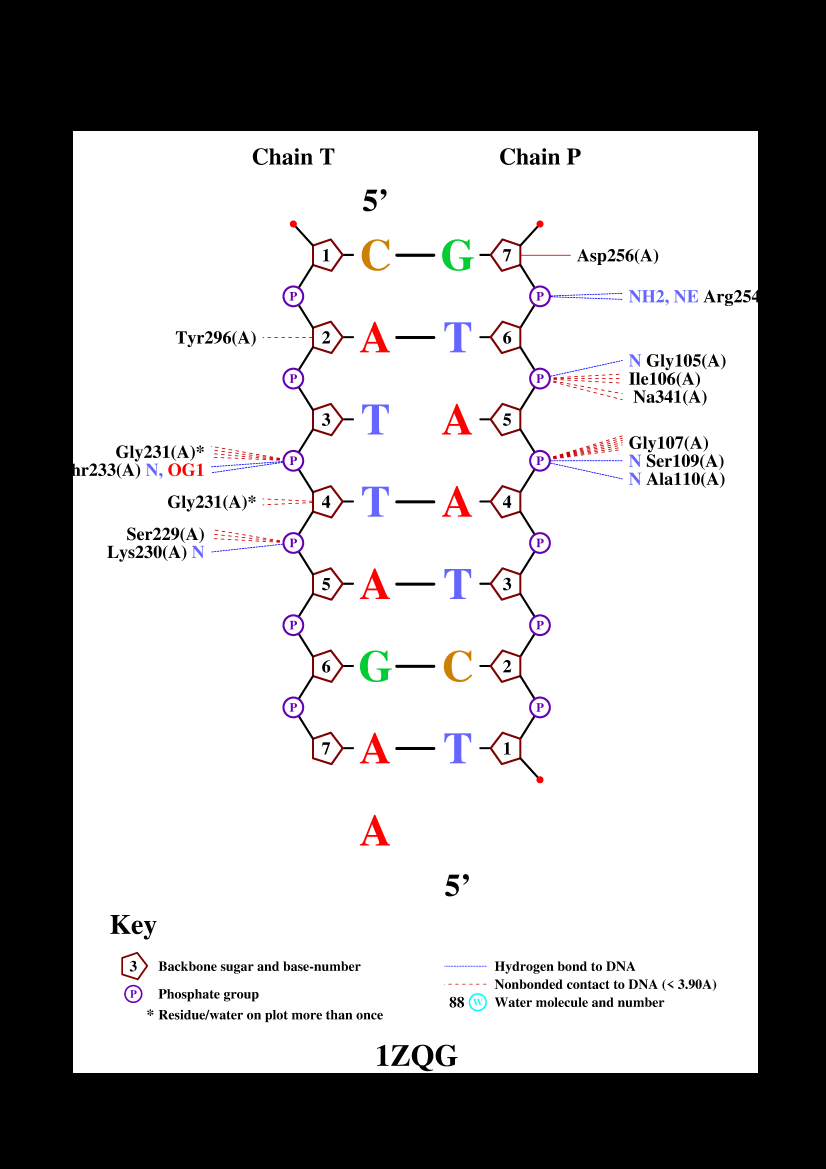 Chain T Chain P
5’
1 C G 7 Asp256(A)
P P NH2, NE Arg254
Tyr296(A) 2 A T 6
N Gly105(A)
P P Ile106(A)
Na341(A)
3 T A 5
Gly231(A)* Gly107(A)
P P N Ser109(A)
hr233(A) N, OG1
N Ala110(A)
Gly231(A)* 4 T A 4
Ser229(A)
P P
Lys230(A) N
5 A T 3
P P
6 G C 2
P P
7 A T 1
A
5’
Key
3 Backbone sugar and base-number Hydrogen bond to DNA
Nonbonded contact to DNA (< 3.90A)
P Phosphate group 88 W Water molecule and number
* Residue/water on plot more than once
1ZQG